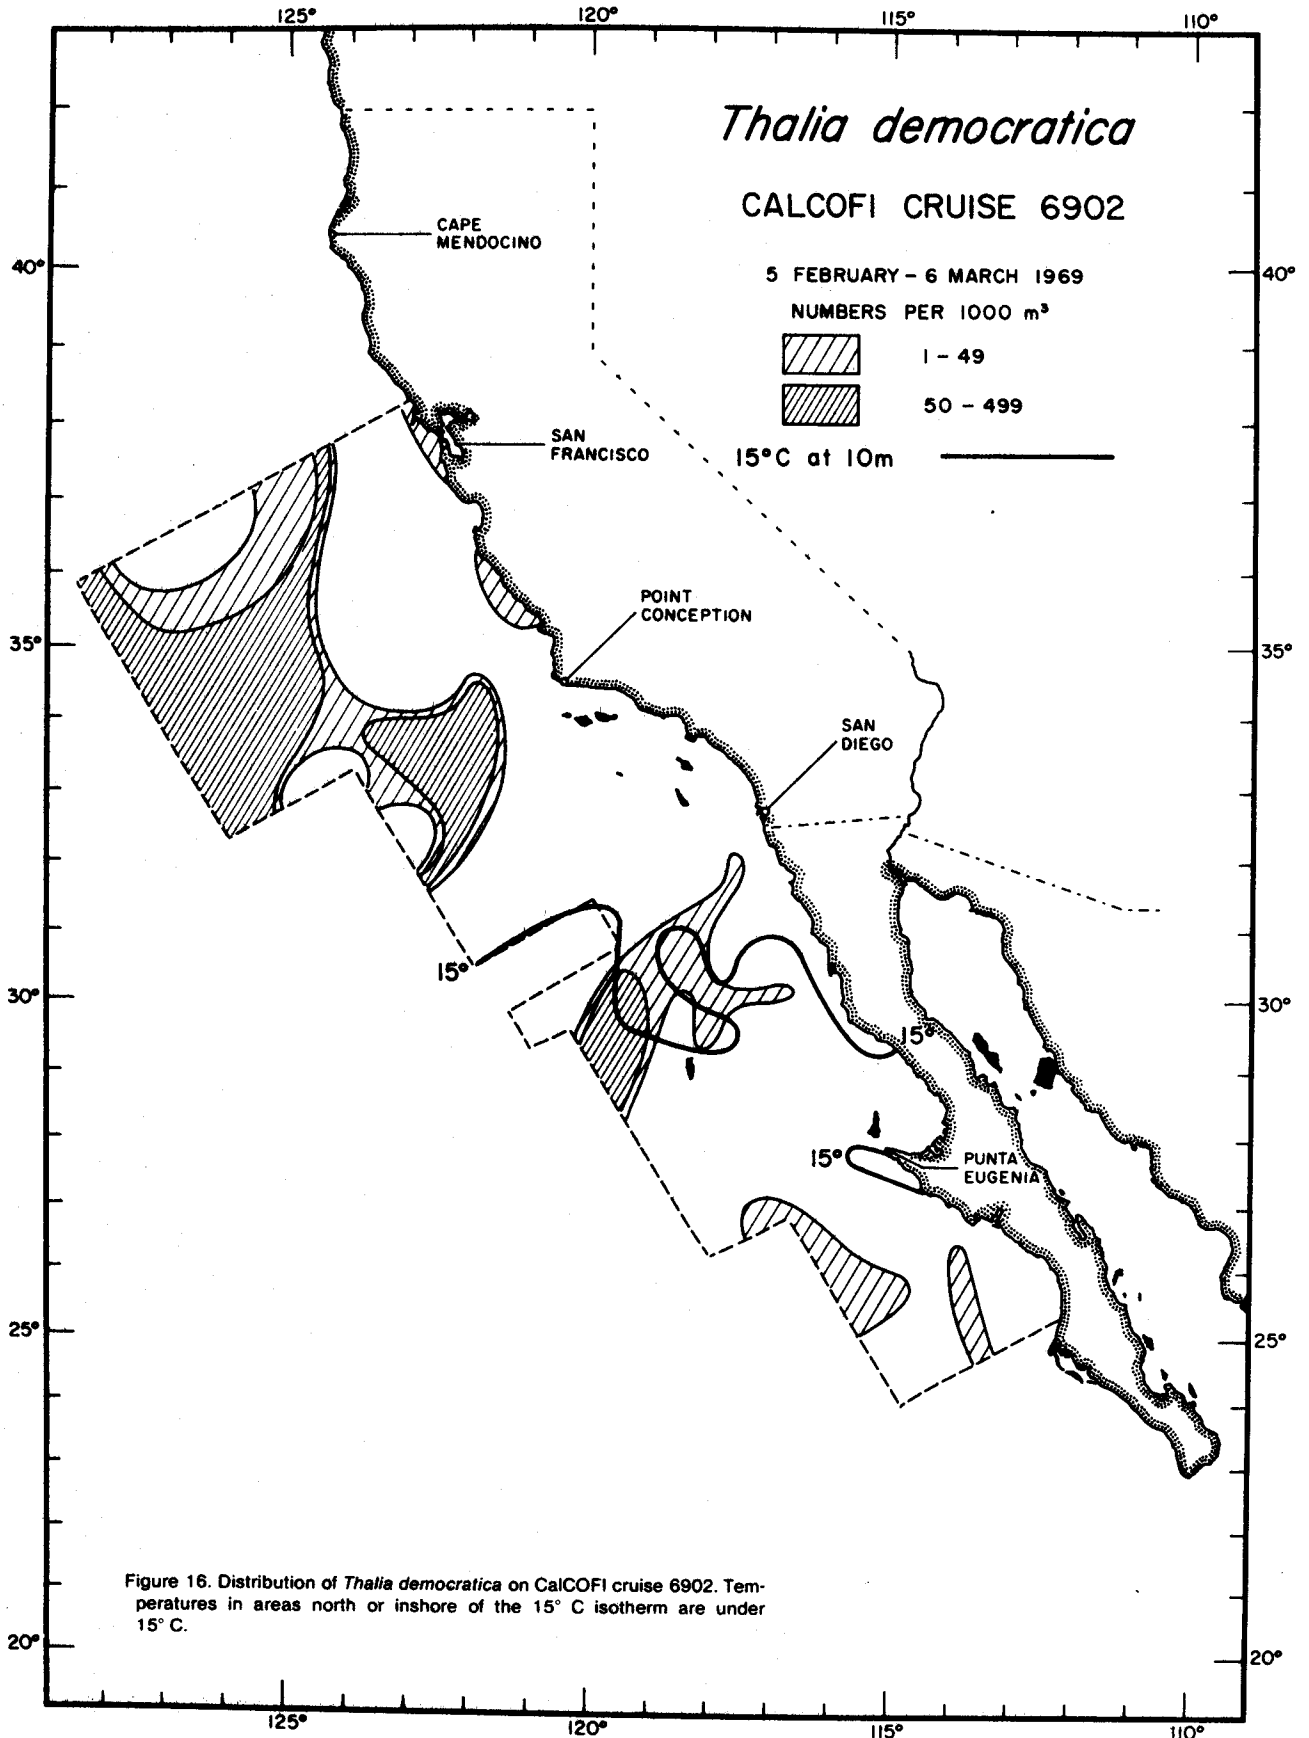 125° 120° 115° 110°
Thalia democratica
CALCOFI CRUISE 6902
CAPE
MENDOCINO
40° 40°
5 FEBRUARY – 6 MARCH 1969
NUMBERS PER 1000 m³
1 – 49
50 – 499
SAN
FRANCISCO
15°C at 10m
POINT
CONCEPTION
35° 35°
SAN
DIEGO
15°
30° 30°
15°
15°
PUNTA
EUGENIA
25° 25°
Figure 16. Distribution of Thalia democratica on CalCOFI cruise 6902. Tem-
peratures in areas north or inshore of the 15° C isotherm are under
15° C.
20° 20°
125° 120° 115° 110°